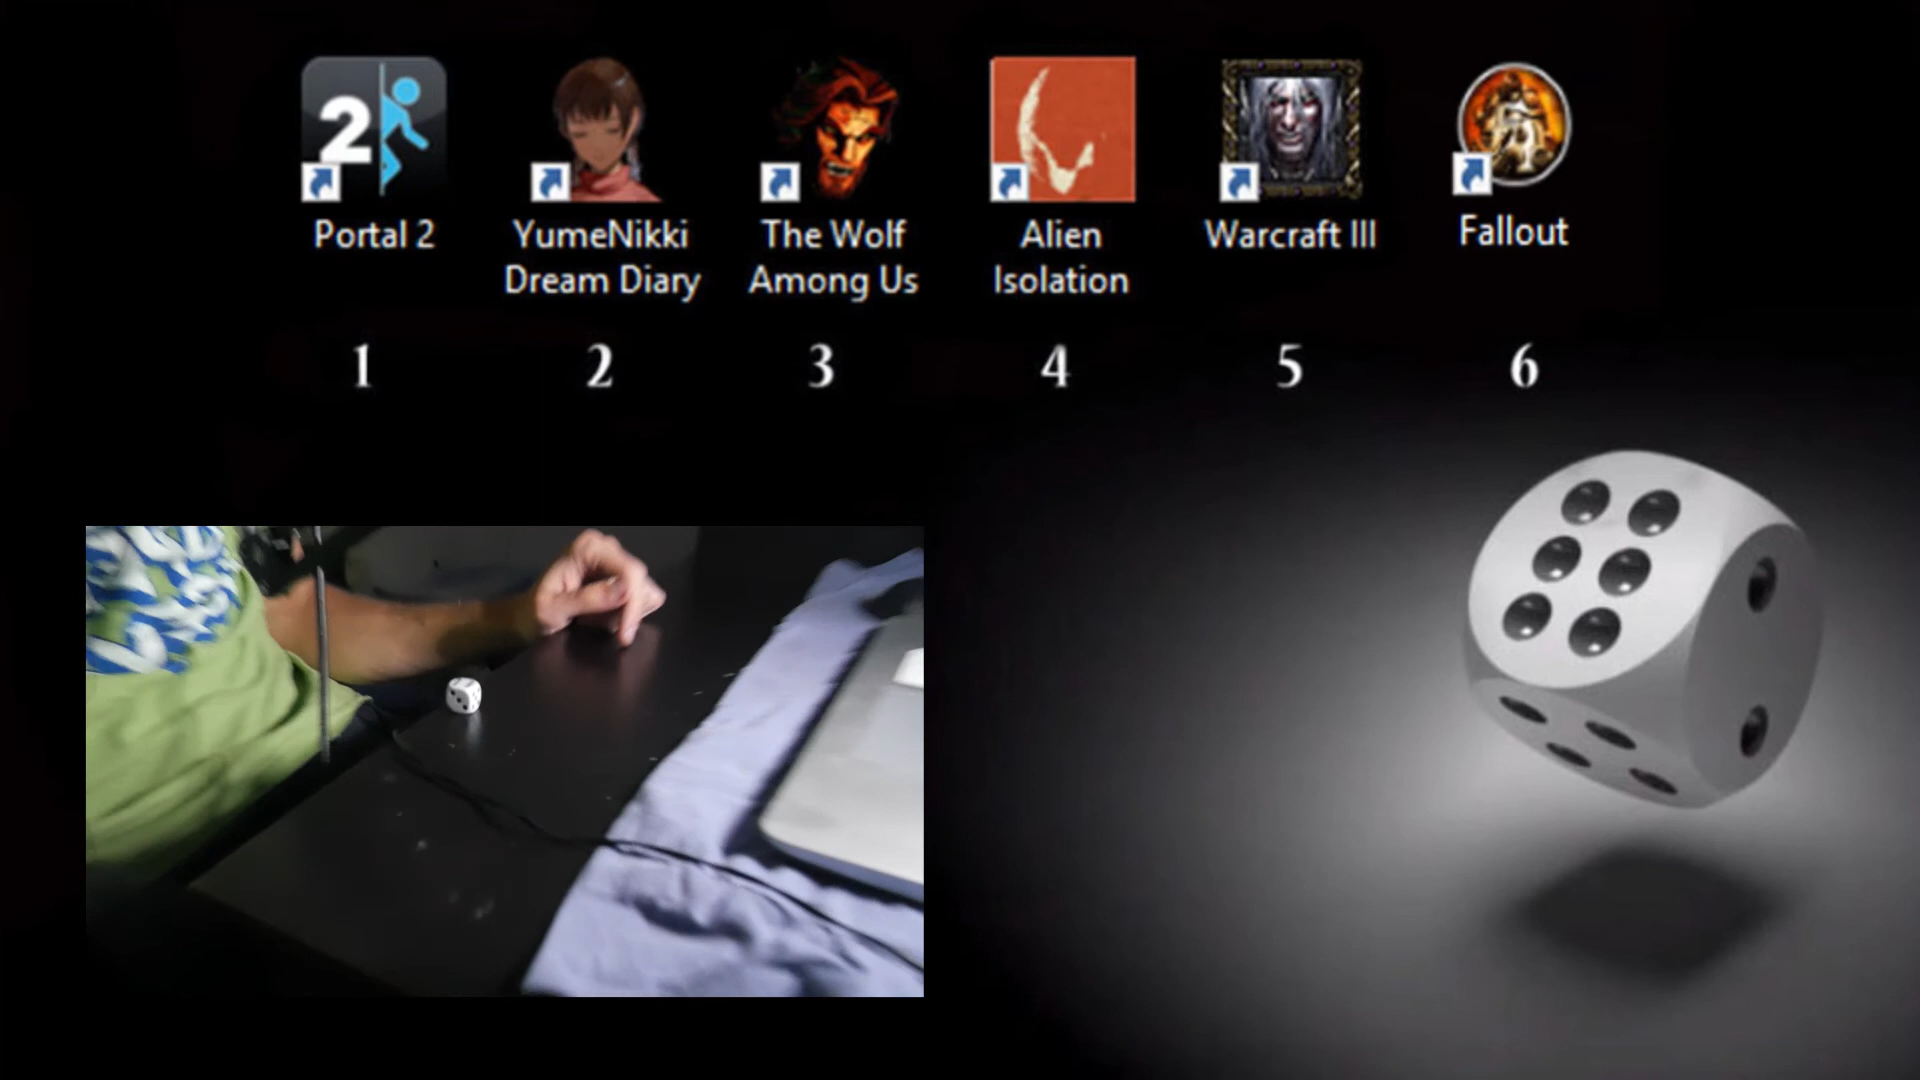 2
Portal 2
YumeNikki
Dream Diary
The Wolf
Among Us
Alien
Isolation
Warcraft III
Fallout
1 2 3 4 5 6